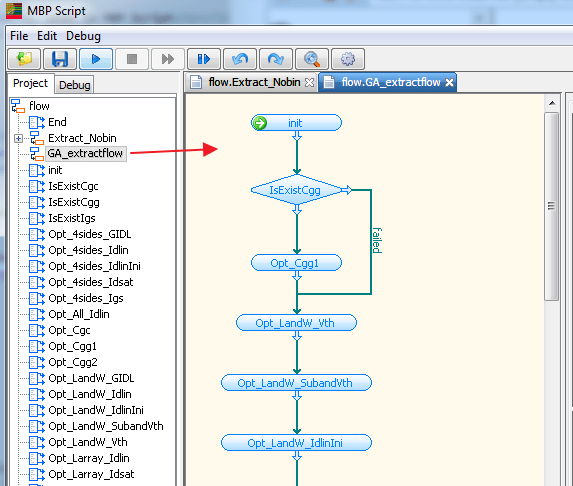 MBP Script
File Edit Debug
Project Debug
flow.Extract_Nobin flow.GA_extractflow
flow
End
Extract_Nobin
GA_extractflow
init
IsExistCgc
IsExistCgg
IsExistIgs
Opt_4sides_GIDL
Opt_4sides_Idlin
Opt_4sides_IdlinIni
Opt_4sides_Idsat
Opt_4sides_Igs
Opt_All_Idlin
Opt_Cgc
Opt_Cgg1
Opt_Cgg2
Opt_LandW_GIDL
Opt_LandW_Idlin
Opt_LandW_IdlinIni
Opt_LandW_SubandVth
Opt_LandW_Vth
Opt_Larray_Idlin
Opt_Larray_Idsat
init
IsExistCgg
failed
Opt_Cgg1
Opt_LandW_Vth
Opt_LandW_SubandVth
Opt_LandW_IdlinIni